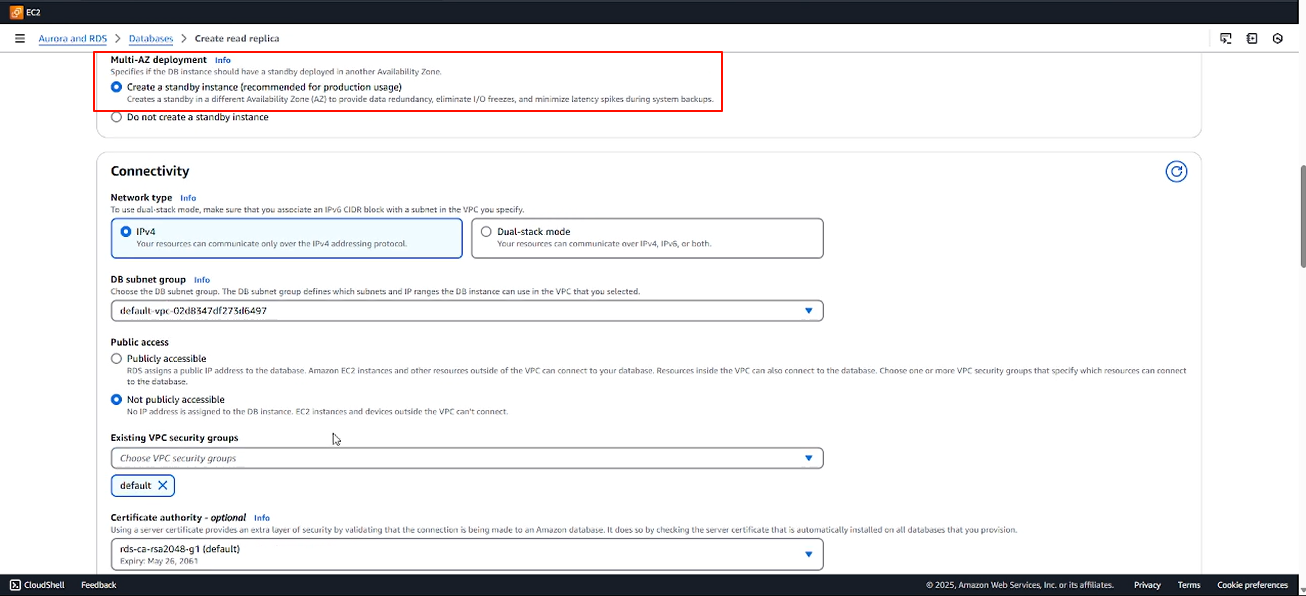 EC2
Aurora and RDS > Databases > Create read replica
Multi-AZ deployment Info
Specifies if the DB instance should have a standby deployed in another Availability Zone.
Create a standby instance (recommended for production usage)
Creates a standby in a different Availability Zone (AZ) to provide data redundancy, eliminate I/O freezes, and minimize latency spikes during system backups.
Do not create a standby instance
Connectivity
Network type Info
To use dual-stack mode, make sure that you associate an IPv6 CIDR block with a subnet in the VPC you specify.
IPv4
Your resources can communicate only over the IPv4 addressing protocol.
Dual-stack mode
Your resources can communicate over IPv4, IPv6, or both.
DB subnet group Info
Choose the DB subnet group. The DB subnet group defines which subnets and IP ranges the DB instance can use in the VPC that you selected.
default-vpc-02d8347df273d6497
Public access
Publicly accessible
RDS assigns a public IP address to the database. Amazon EC2 instances and other resources outside of the VPC can connect to your database. Resources inside the VPC can also connect to the database. Choose one or more VPC security groups that specify which resources can connect
to the database.
Not publicly accessible
No IP address is assigned to the DB instance. EC2 instances and devices outside the VPC can't connect.
Existing VPC security groups
Choose VPC security groups
default
Certificate authority - optional Info
Using a server certificate provides an extra layer of security by validating that the connection is being made to an Amazon database. It does so by checking the server certificate that is automatically installed on all databases that you provision.
rds-ca-rsa2048-g1 (default)
Expiry: May 26, 2061
CloudShell Feedback © 2025, Amazon Web Services, Inc. or its affiliates. Privacy Terms Cookie preferences